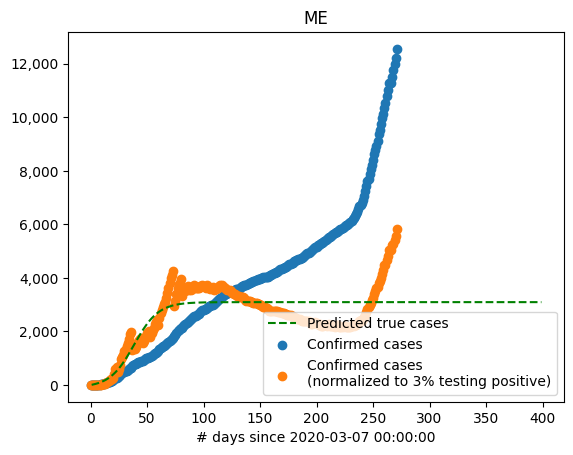 ME
12,000
10,000
8,000
6,000
4,000
2,000
0
Predicted true cases
Confirmed cases
Confirmed cases
(normalized to 3% testing positive)
0 50 100 150 200 250 300 350 400
# days since 2020-03-07 00:00:00